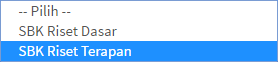 -- Pilih --
SBK Riset Dasar
SBK Riset Terapan